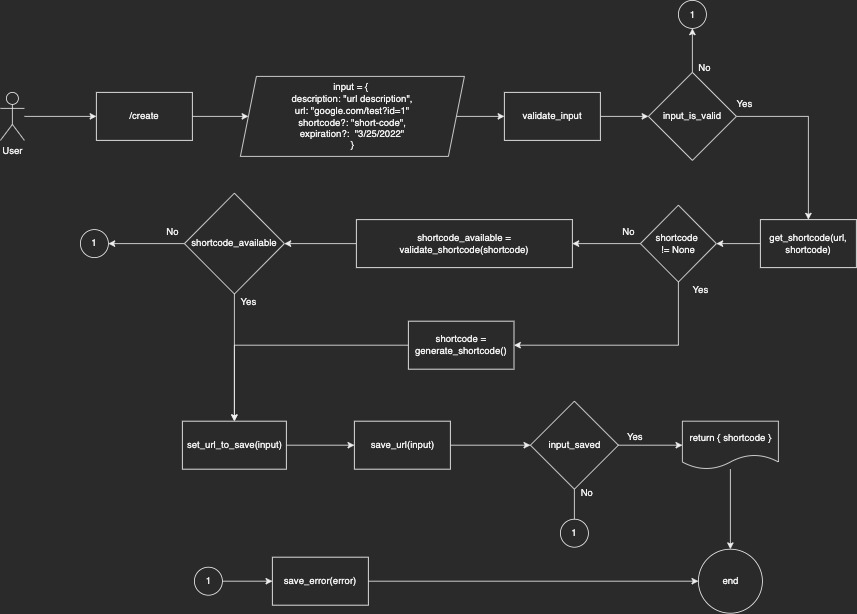 1
No
User
/create
input = {
description: "url description",
url: "google.com/test?id=1"
shortcode?: "short-code",
expiration?:  "3/25/2022"
}
validate_input
input_is_valid
Yes
1
No
shortcode_available
Yes
shortcode_available =
validate_shortcode(shortcode)
No
shortcode
!= None
Yes
get_shortcode(url,
shortcode)
shortcode =
generate_shortcode()
set_url_to_save(input)
save_url(input)
input_saved
Yes
No
return { shortcode }
1
1
save_error(error)
end